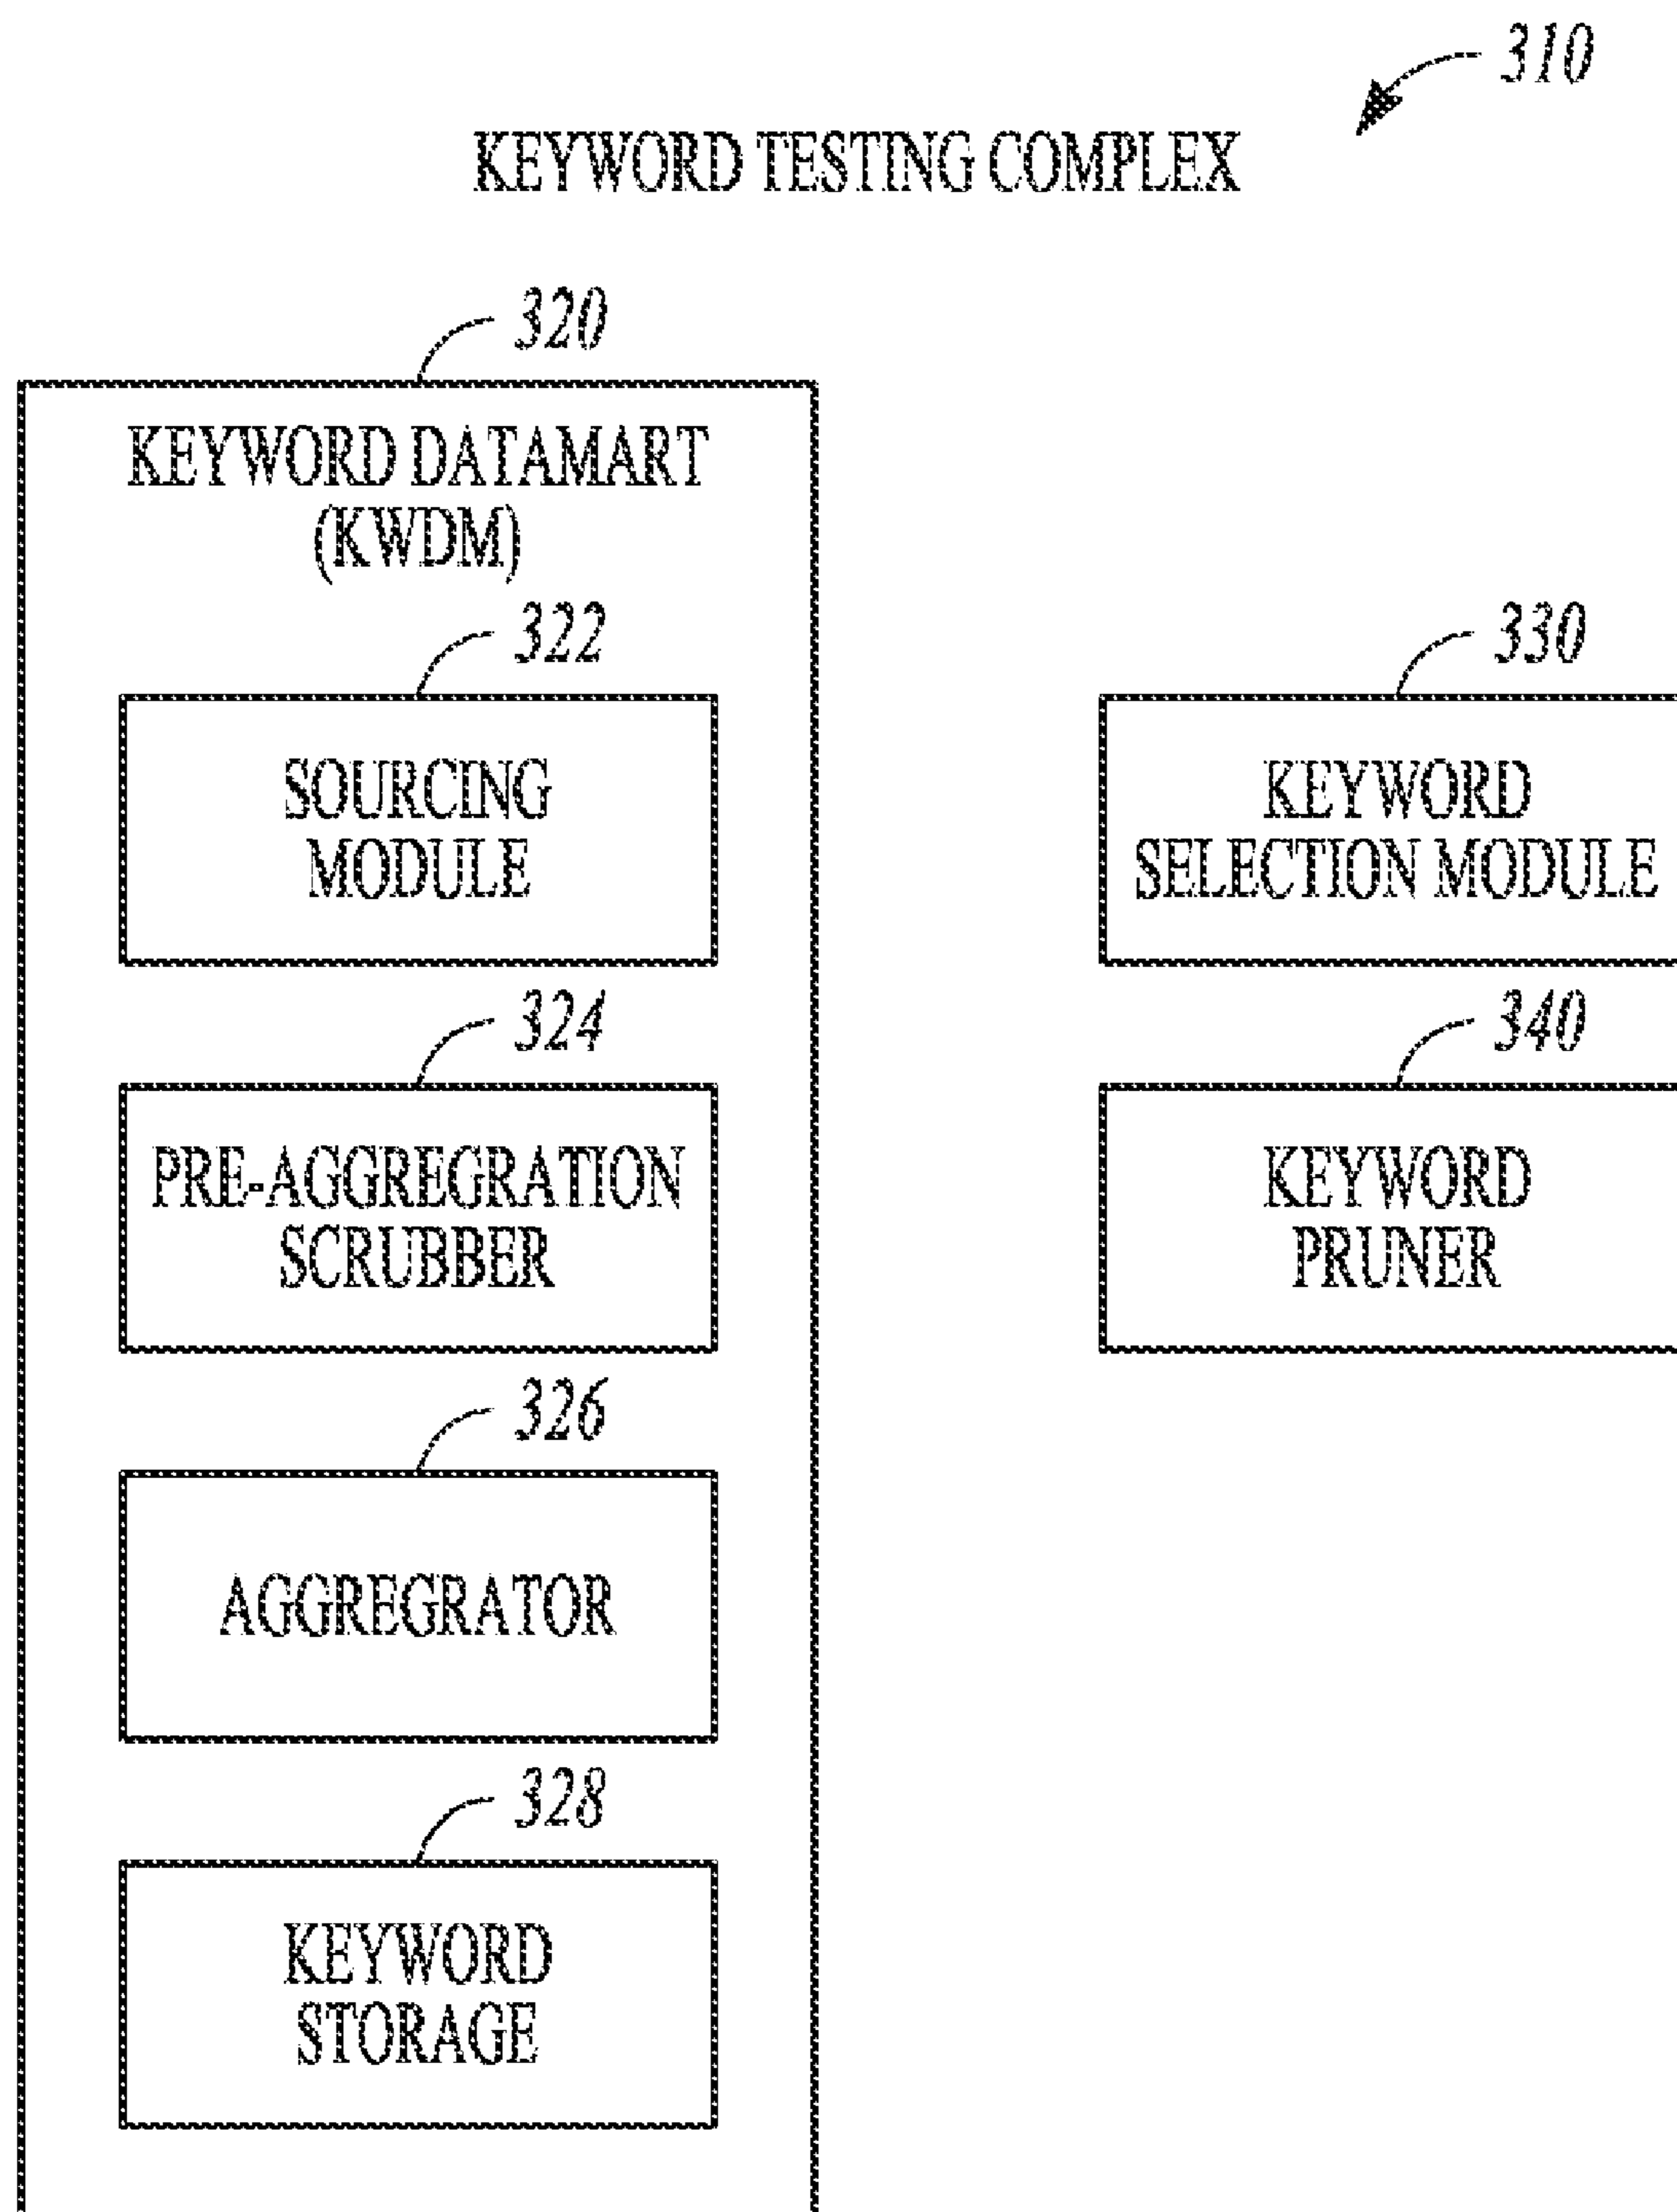 310
KEYWORD TESTING COMPLEX
320
KEYWORD DATAMART
(KWDM)
322
SOURCING
MODULE
324
PRE-AGGREGRATION
SCRUBBER
326
AGGREGRATOR
328
KEYWORD
STORAGE
330
KEYWORD
SELECTION MODULE
340
KEYWORD
PRUNER